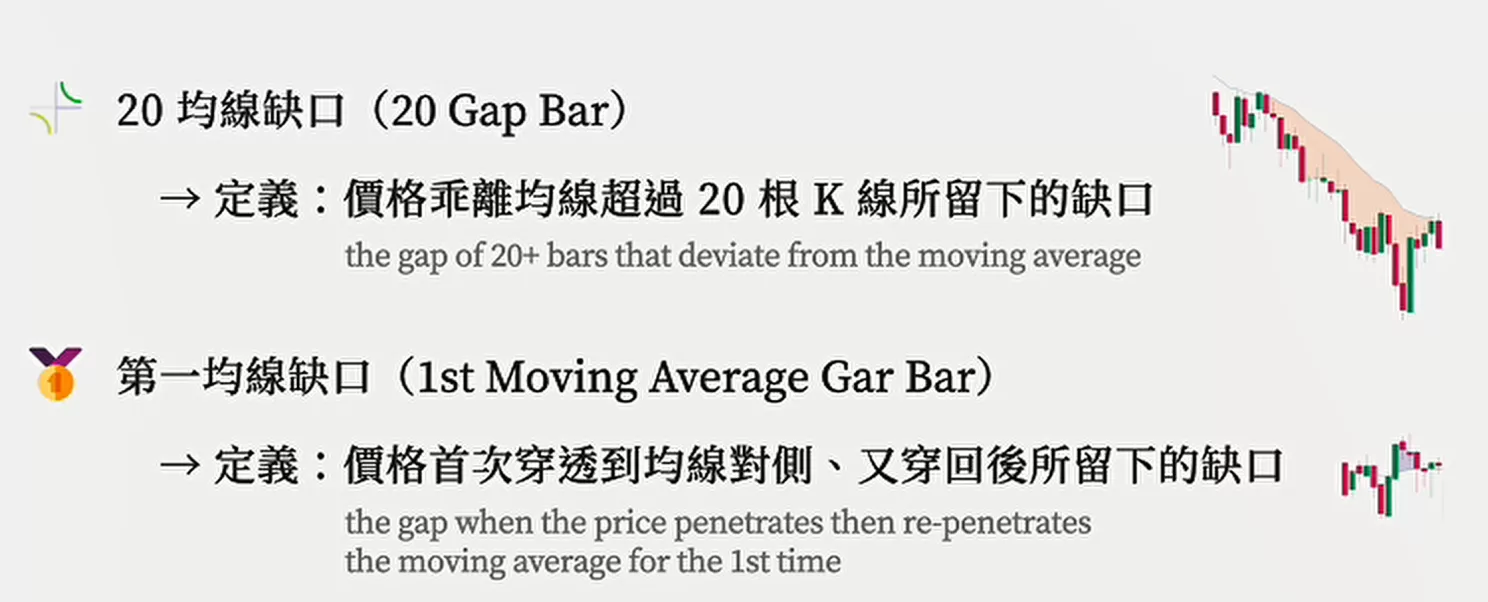 20 均線缺口（20 Gap Bar）
→ 定義：價格乖離均線超過 20 根 K 線所留下的缺口
the gap of 20+ bars that deviate from the moving average
第一均線缺口（1st Moving Average Gar Bar）
→ 定義：價格首次穿透到均線對側、又穿回後所留下的缺口
the gap when the price penetrates then re-penetrates
the moving average for the 1st time